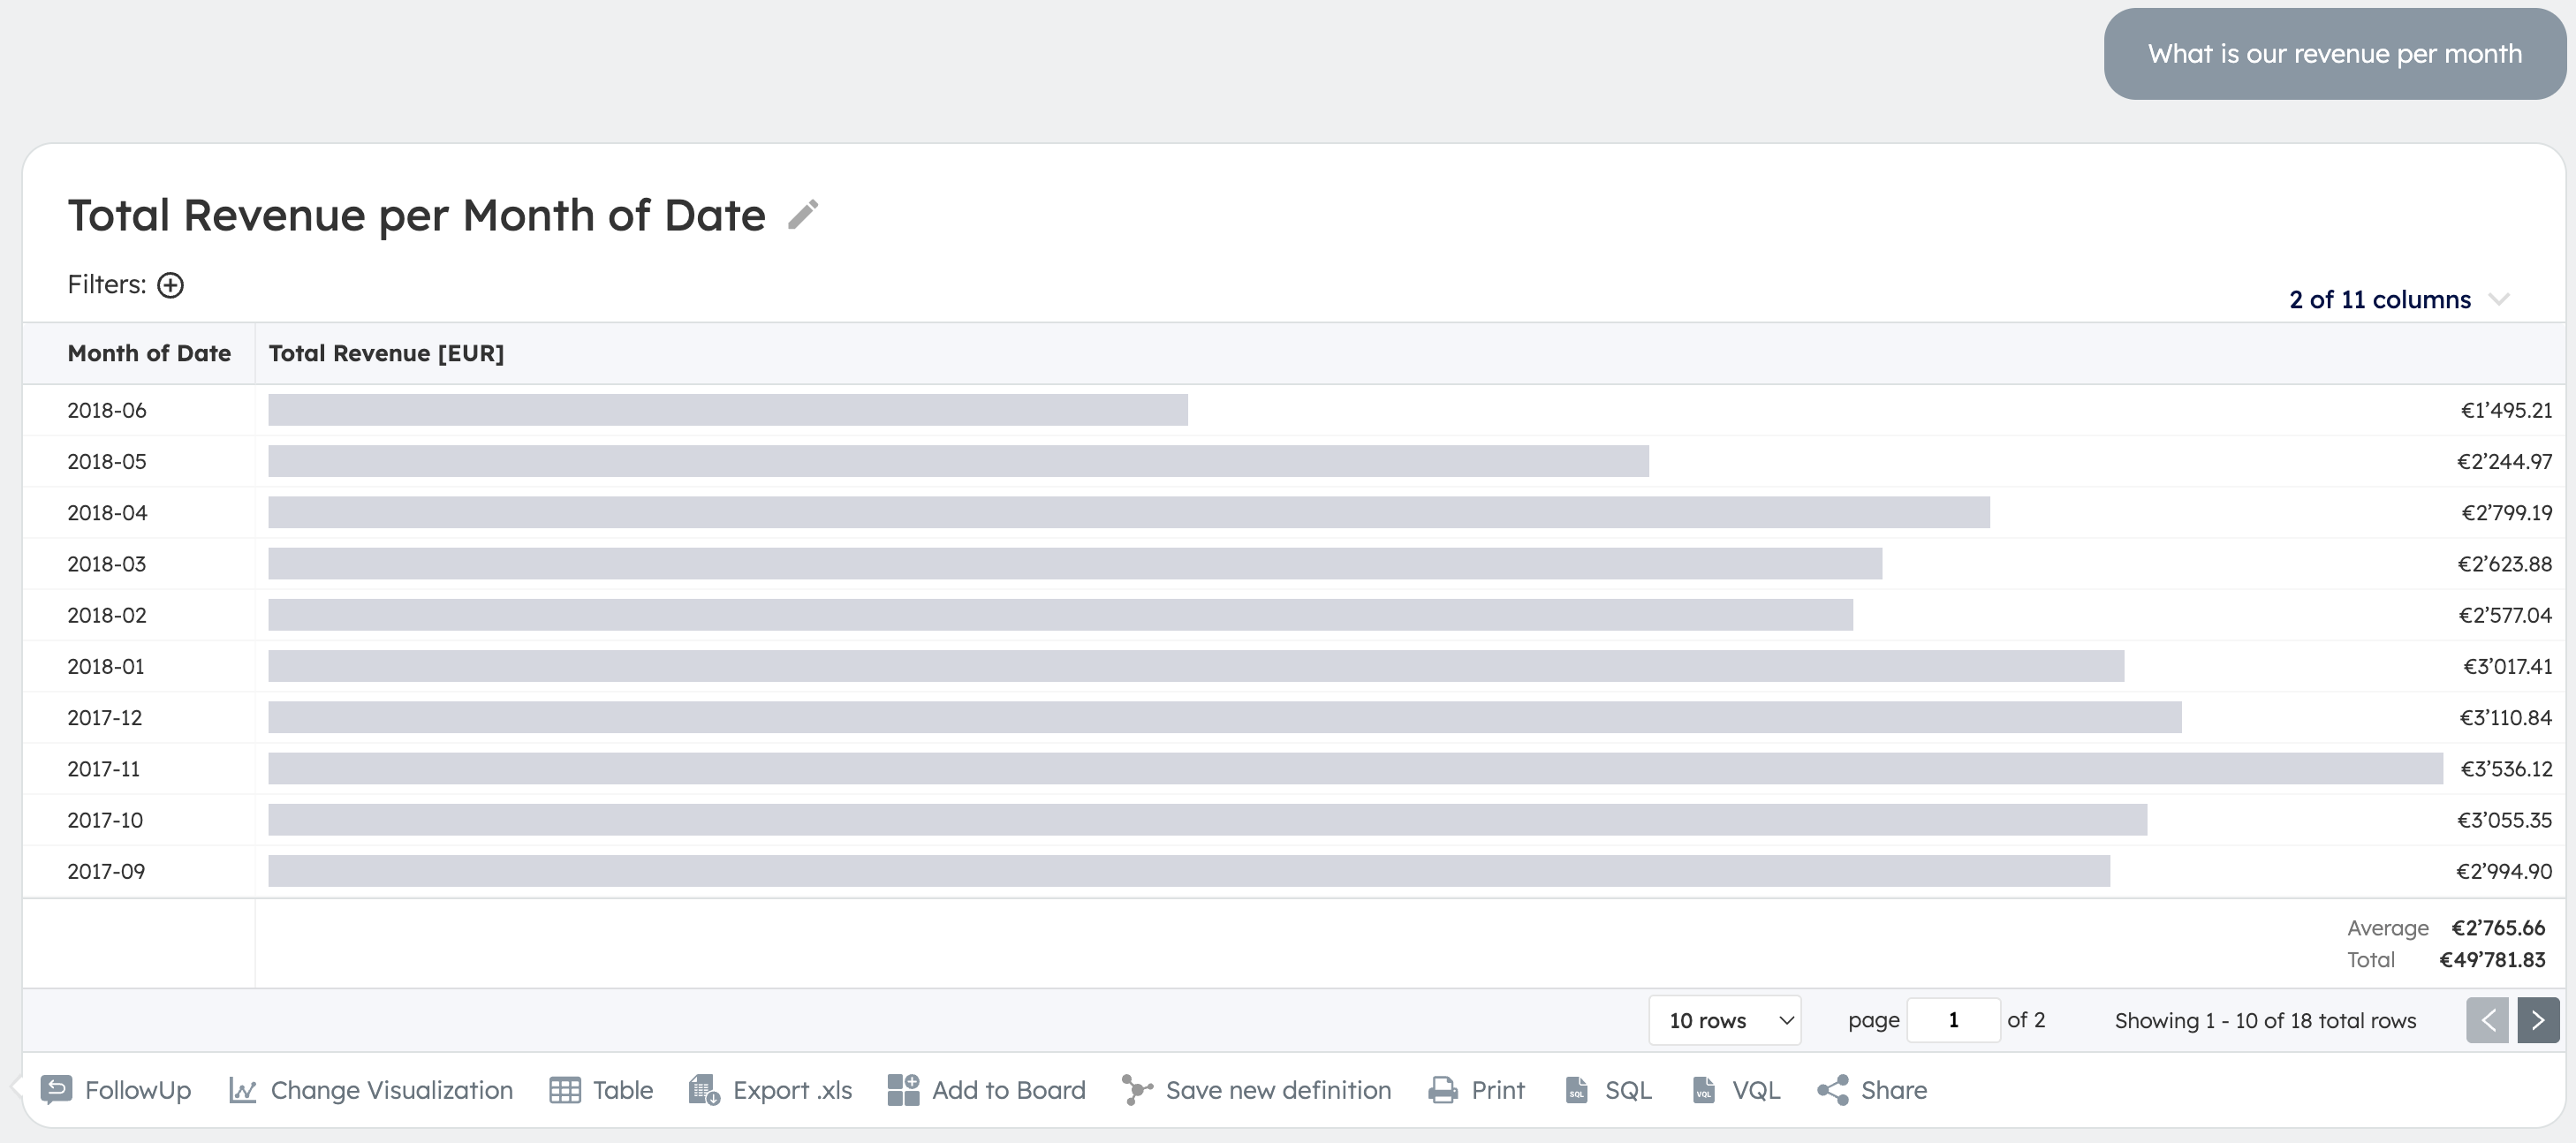 What is our revenue per month
Total Revenue per Month of Date
Filters:
2 of 11 columns
Month of Date Total Revenue [EUR]
2018-06 €1’495.21
2018-05 €2’244.97
2018-04 €2’799.19
2018-03 €2’623.88
2018-02 €2’577.04
2018-01 €3’017.41
2017-12 €3’110.84
2017-11 €3’536.12
2017-10 €3’055.35
2017-09 €2’994.90
Average €2’765.66
Total €49’781.83
10 rows page 1 of 2 Showing 1 - 10 of 18 total rows
FollowUp Change Visualization Table Export .xls Add to Board Save new definition Print SQL SQL VQL VQL Share